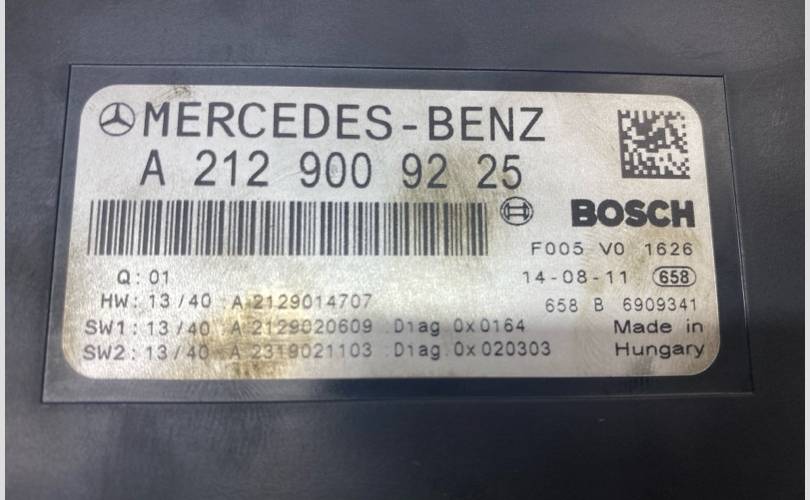 MERCEDES-BENZ
A 212 900 92 25
BOSCH
F005 V0 1626
Q: 01
14-08-11 658
HW: 13/40 A 2129014707
658 B 6909341
SW1: 13/40 A 2129020609 Diag 0x0164
Made in
SW2: 13/40 A 2319021103 Diag 0x020303
Hungary